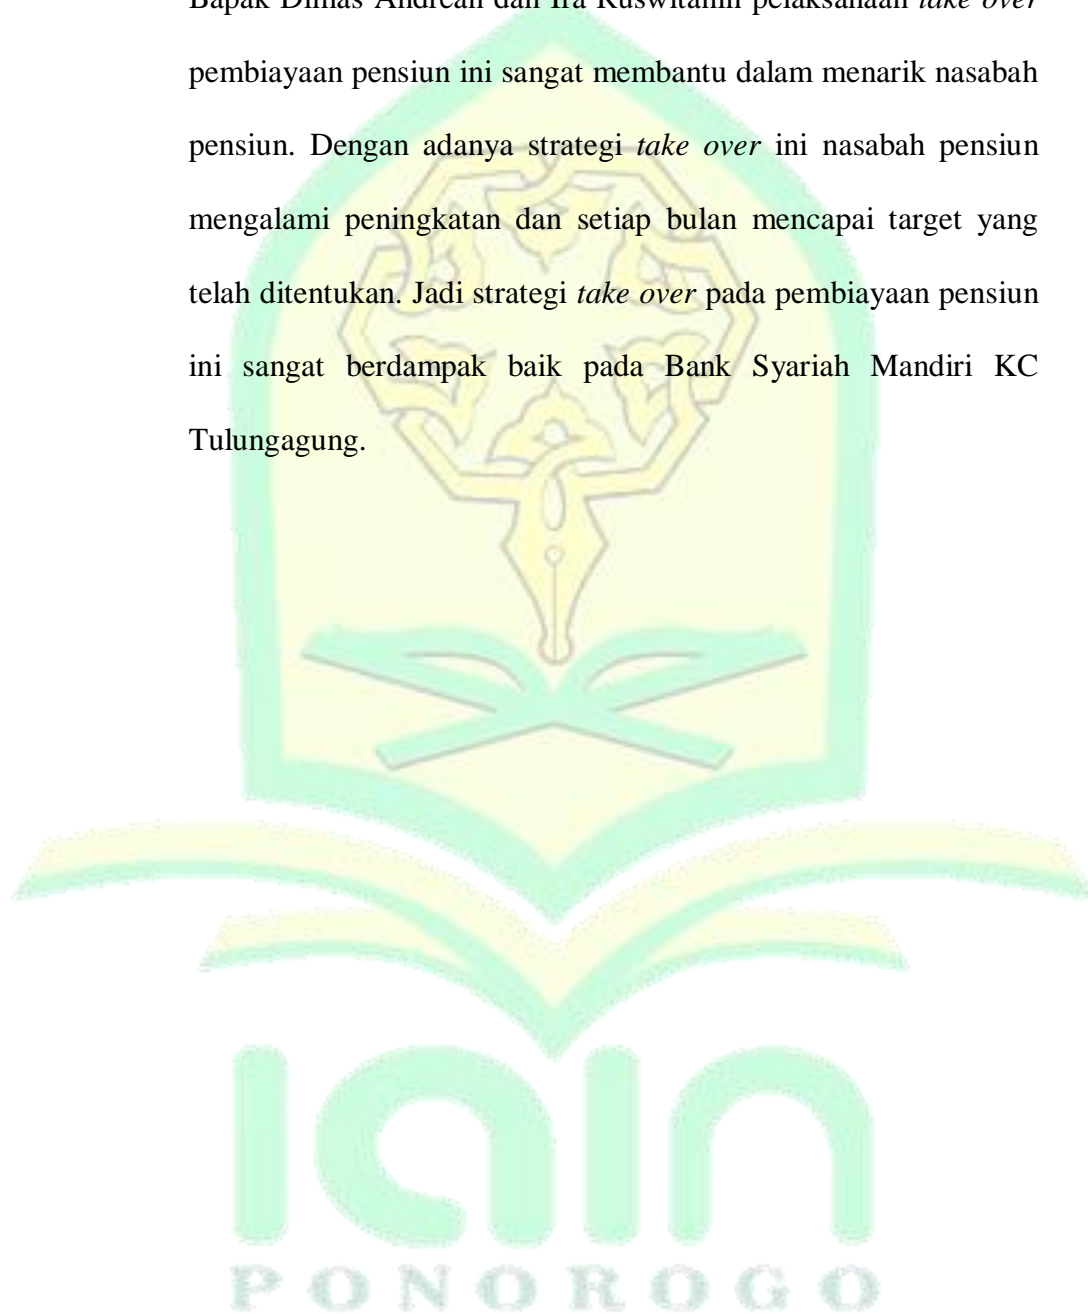 Bapak Dimas Andrean dan Ira Kuswitanin pelaksanaan take over
pembiayaan pensiun ini sangat membantu dalam menarik nasabah
pensiun. Dengan adanya strategi take over ini nasabah pensiun
mengalami peningkatan dan setiap bulan mencapai target yang
telah ditentukan. Jadi strategi take over pada pembiayaan pensiun
ini sangat berdampak baik pada Bank Syariah Mandiri KC
Tulungagung.
iain
PONOROGO